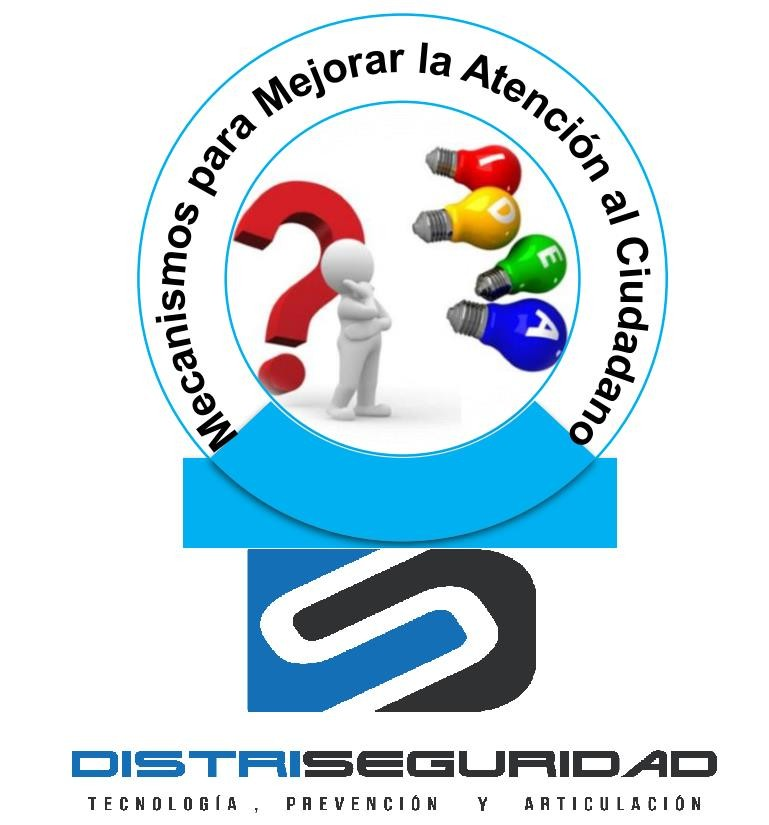 Mecanismos para Mejorar la Atención al Ciudadano
I
D
E
A
DISTRISEGURIDAD
TECNOLOGÍA , PREVENCIÓN Y ARTICULACIÓN